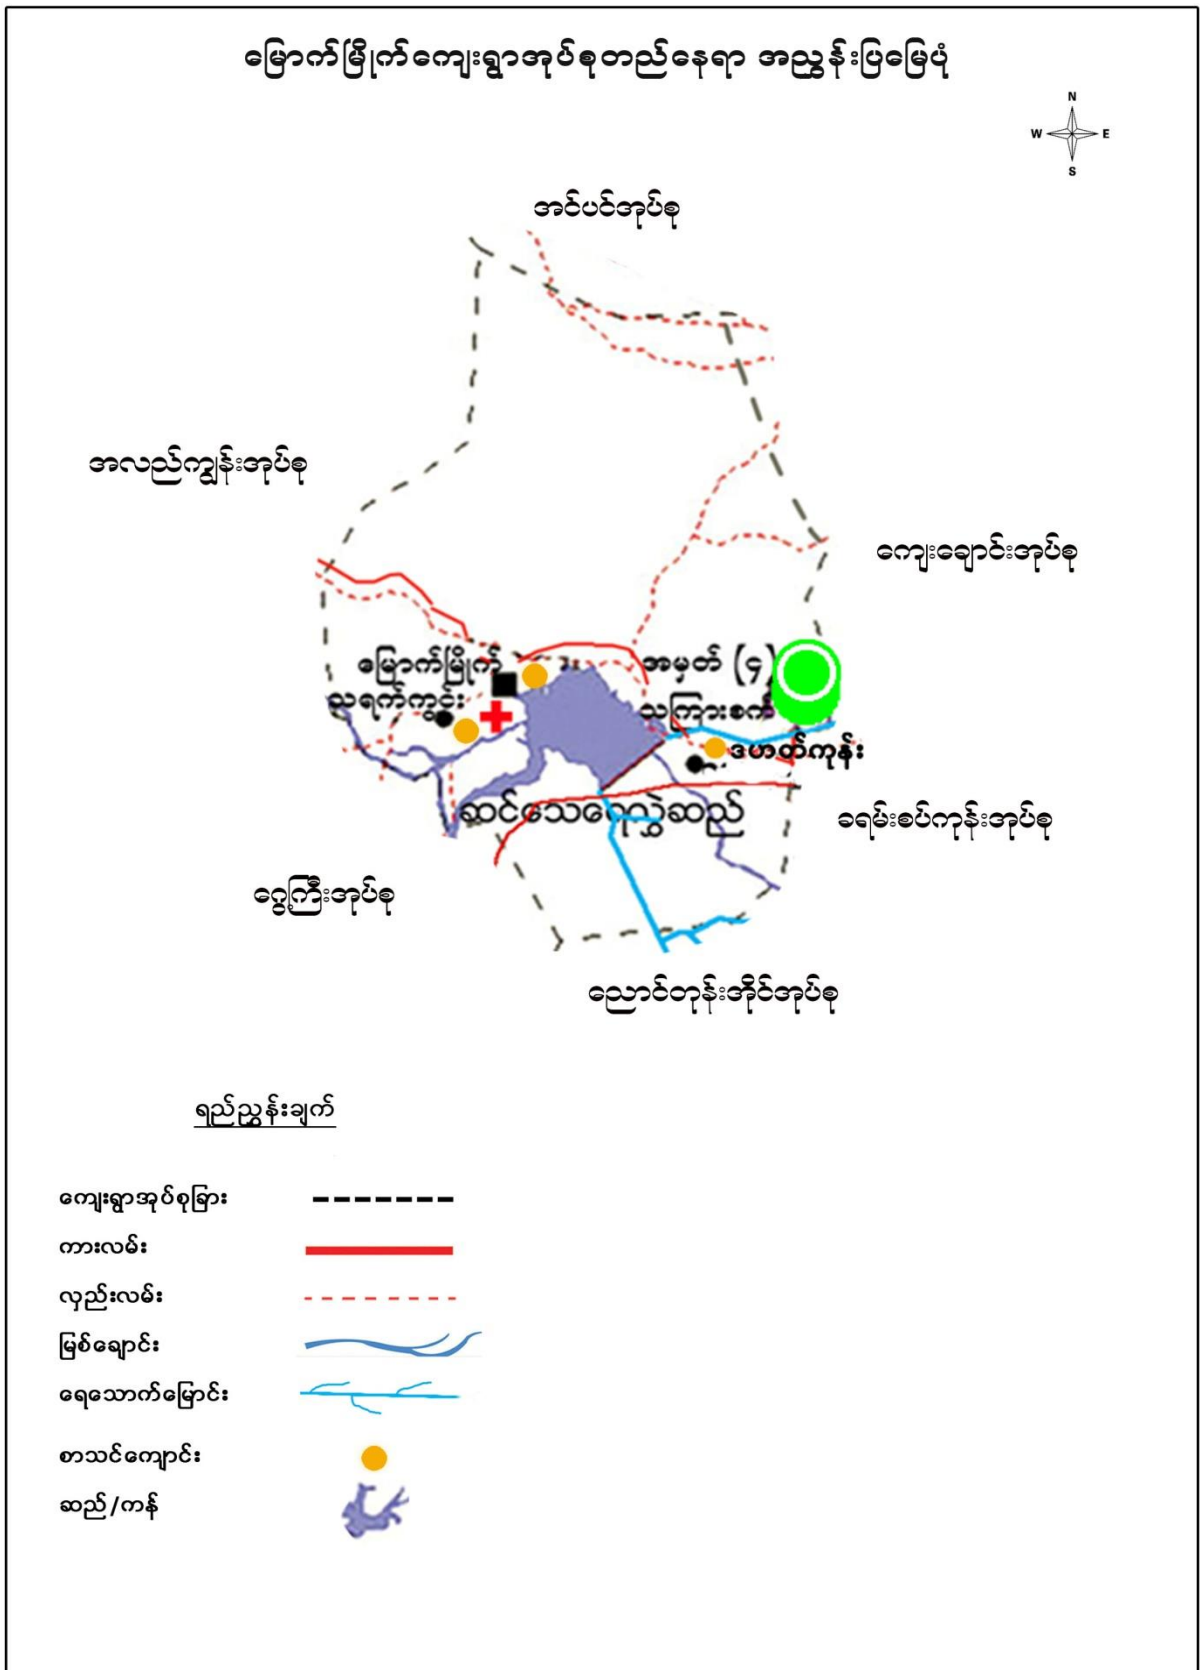 မြောက်မြိုက်ကျေးရွာအုပ်စုတည်နေရာ အညွှန်းပြမြေပုံ
N
W E
S
အင်ပင်အုပ်စု
အလည်ကျွန်းအုပ်စု
ကျေးချောင်းအုပ်စု
မြောက်မြိုက်
အမှတ် (၄)
သရက်ကွင်း
သကြားစက်
ဒဟတ်ကုန်း
ဆင်သေရေလွှဲဆည်
ခရမ်းစပ်ကုန်းအုပ်စု
ဂွေ့ကြီးအုပ်စု
ညောင်တုန်းအိုင်အုပ်စု
ရည်ညွှန်းချက်
ကျေးရွာအုပ်စုခြား
ကားလမ်း
လှည်းလမ်း
မြစ်ချောင်း
ရေသောက်မြောင်း
စာသင်ကျောင်း
ဆည်/ကန်